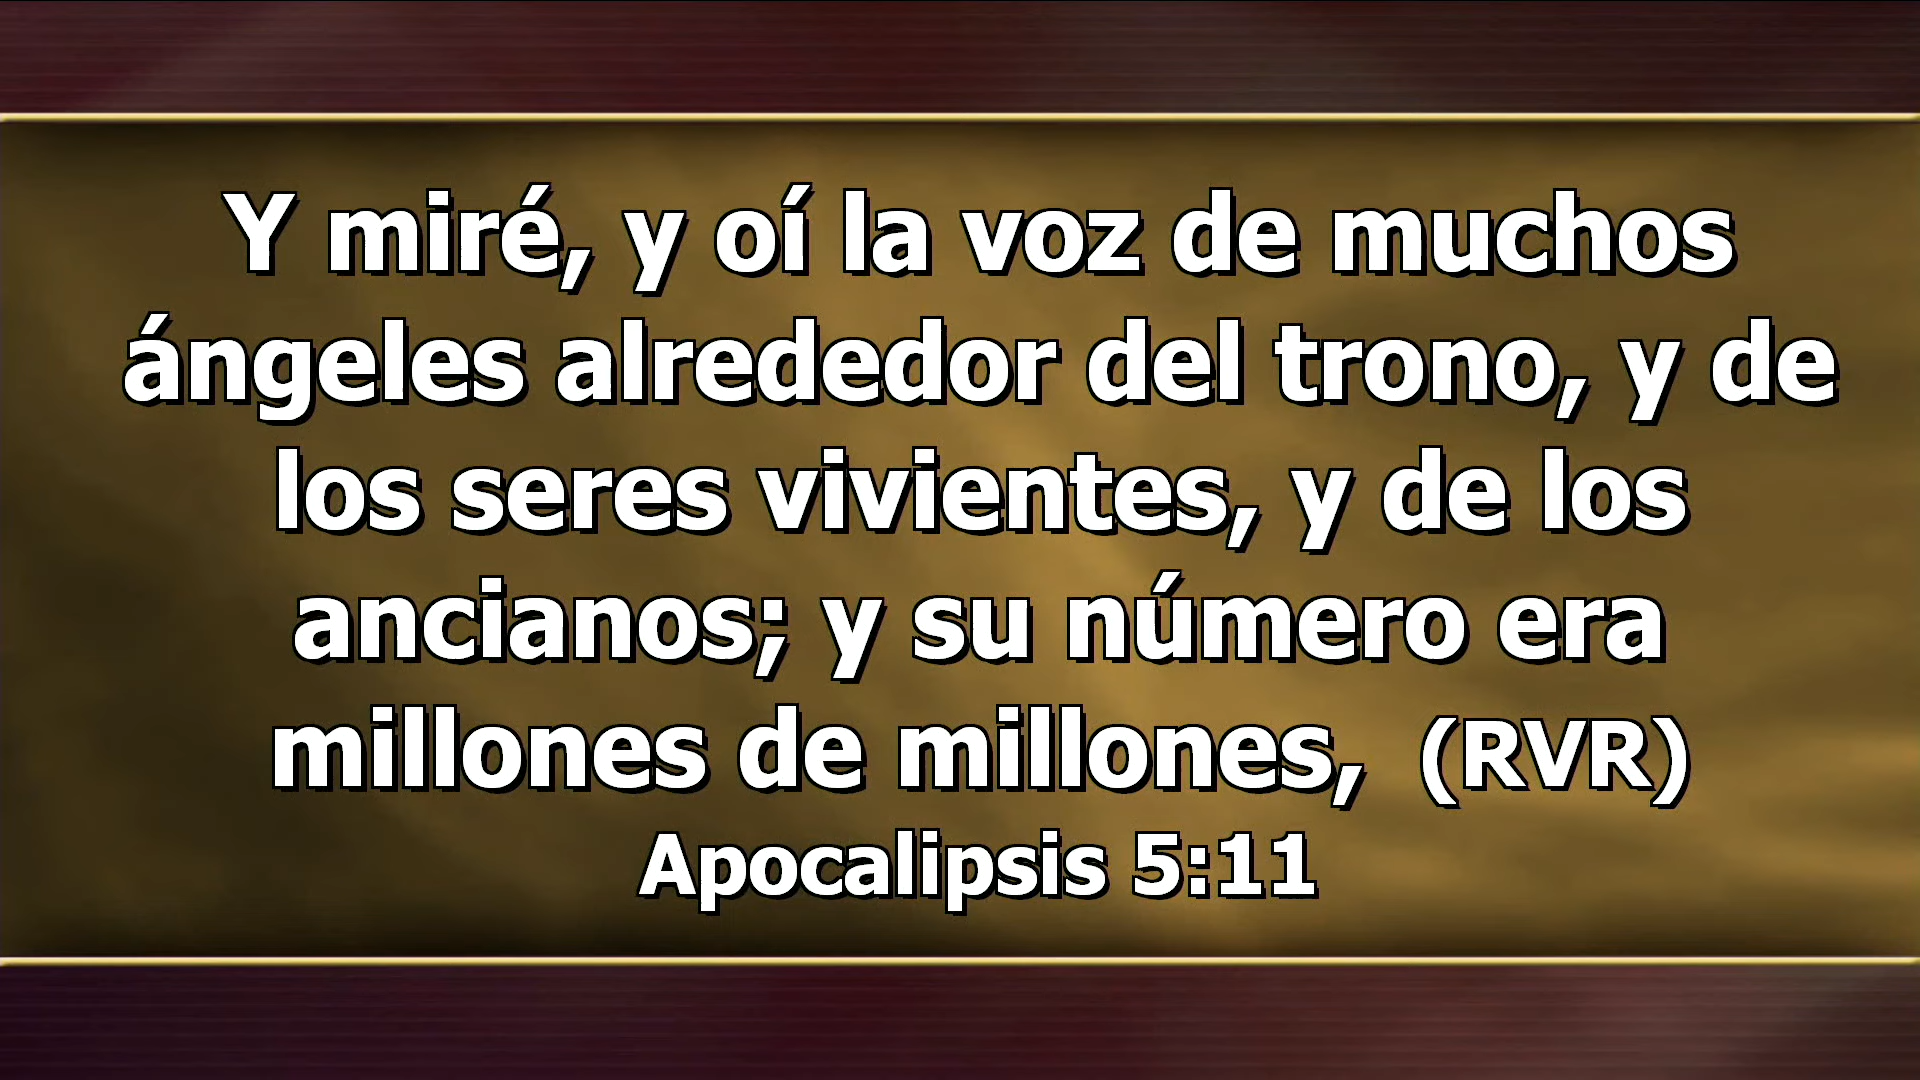 Y miré, y oí la voz de muchos
ángeles alrededor del trono, y de
los seres vivientes, y de los
ancianos; y su número era
millones de millones, (RVR)
Apocalipsis 5:11